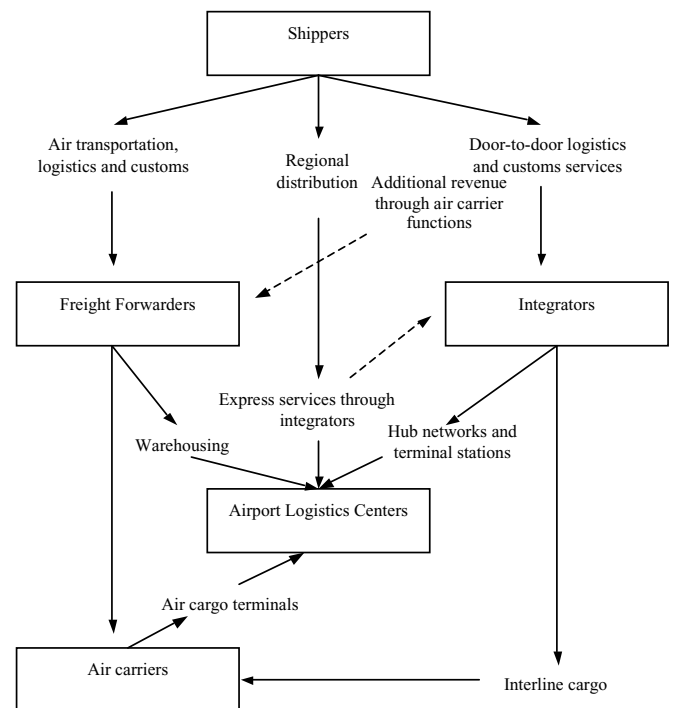 Shippers
Air transportation,
logistics and customs
Regional
distribution
Door-to-door logistics
and customs services
Additional revenue
through air carrier
functions
Freight Forwarders
Integrators
Express services through
integrators
Warehousing
Hub networks and
terminal stations
Airport Logistics Centers
Air cargo terminals
Air carriers
Interline cargo